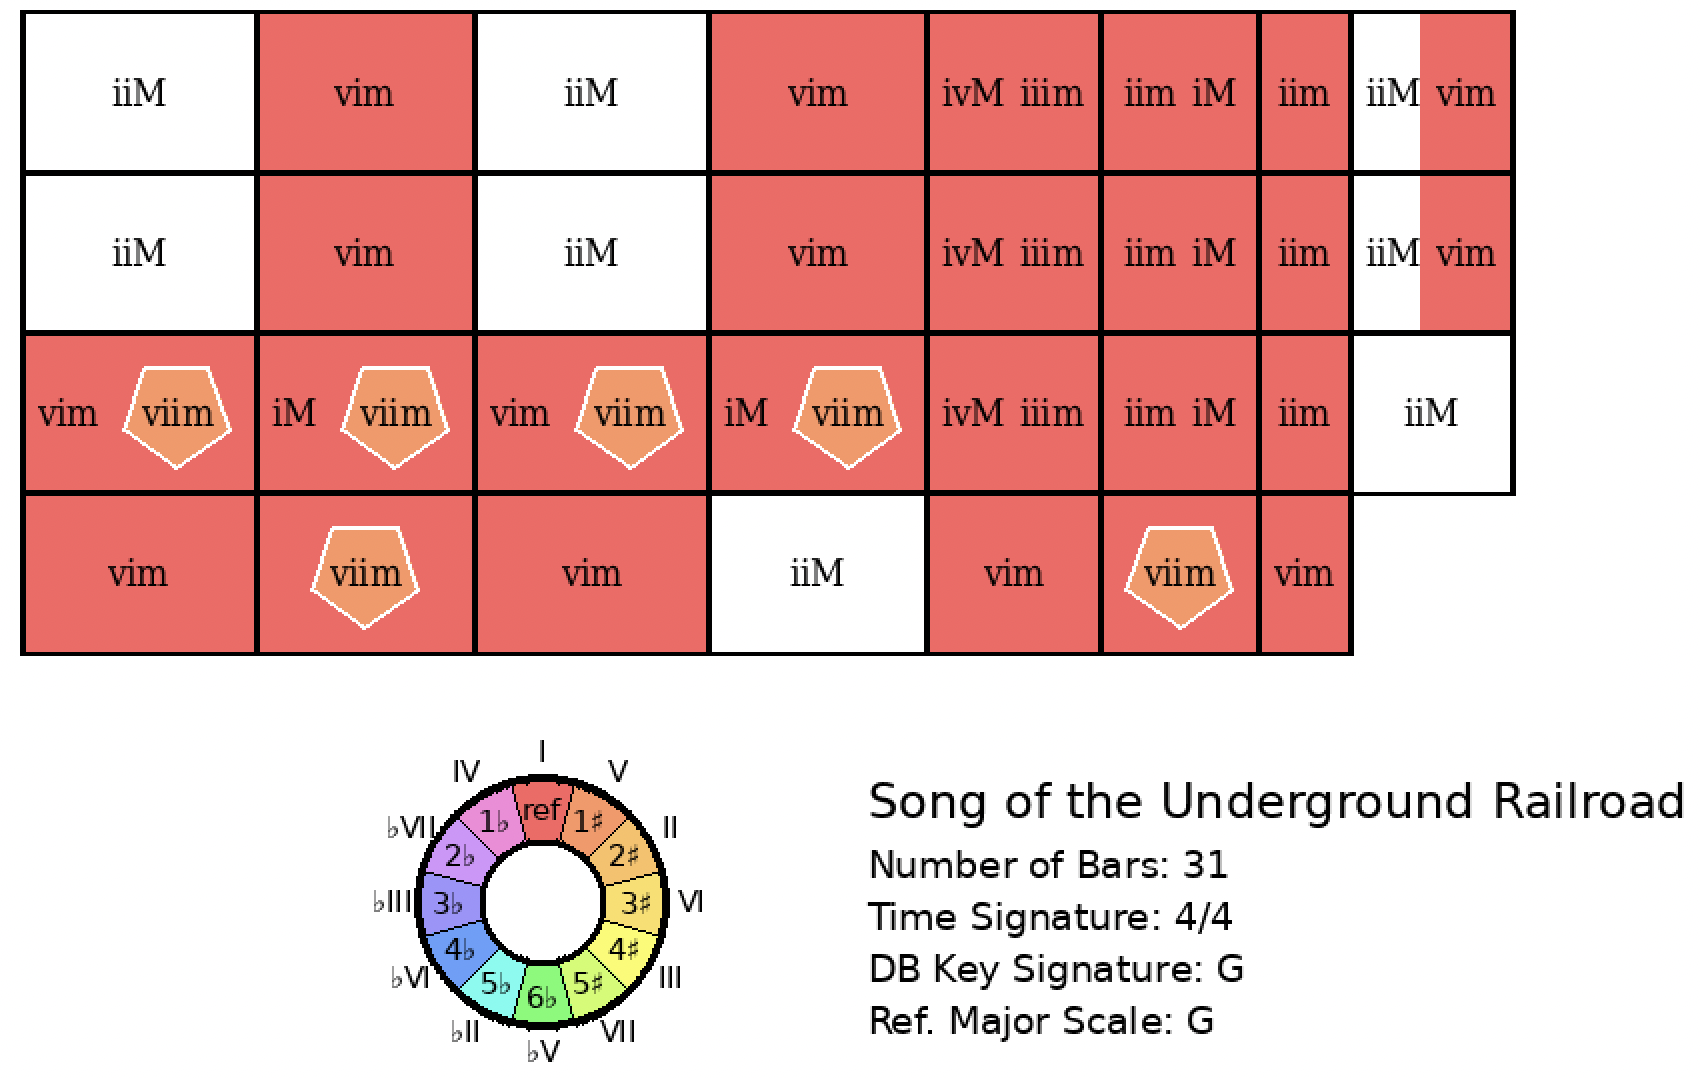 iiM vim iiM vim ivM iiim iim iM iim iiM vim
iiM vim iiM vim ivM iiim iim iM iim iiM vim
vim viim iM viim vim viim iM viim ivM iiim iim iM iim iiM
vim viim vim iiM vim viim vim
I
IV V
♭VII II
♭III VI
♭VI III
♭II VII
♭V
ref
1♭ 1♯
2♭ 2♯
3♭ 3♯
4♭ 4♯
5♭ 5♯
6♭
Song of the Underground Railroad
Number of Bars: 31
Time Signature: 4/4
DB Key Signature: G
Ref. Major Scale: G